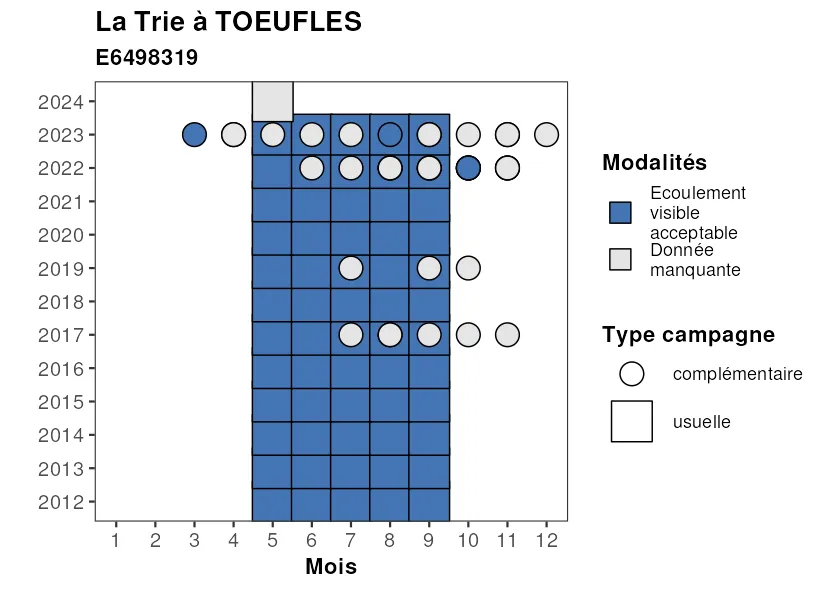 La Trie à TOEUFLES
E6498319
2024
2023
2022
2021
2020
2019
2018
2017
2016
2015
2014
2013
2012
1 2 3 4 5 6 7 8 9 10 11 12
Mois
Modalités
Ecoulement
visible
acceptable
Donnée
manquante
Type campagne
complémentaire
usuelle